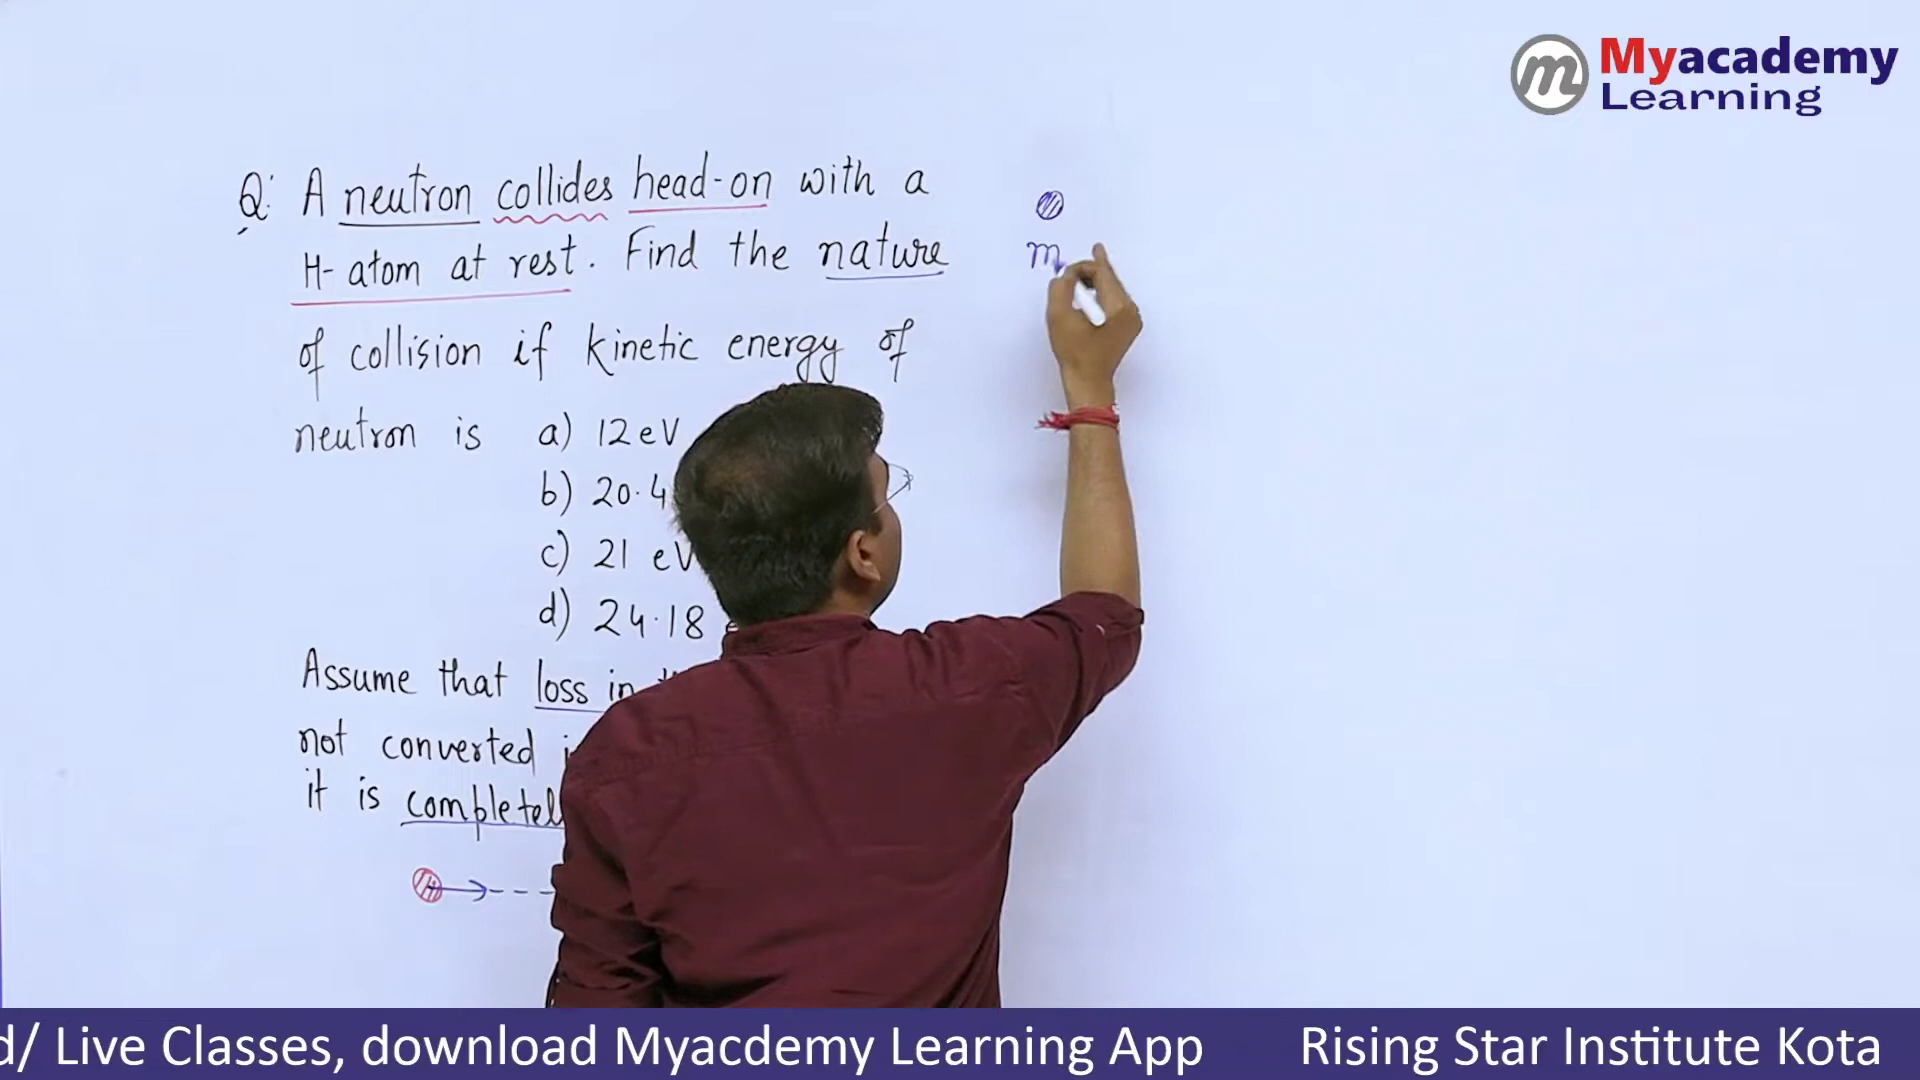 Myacademy
Learning
Q: A neutron collides head-on with a
H-atom at rest. Find the nature
of collision if kinetic energy of
neutron is a) 12 eV
b) 20.4
c) 21 eV
d) 24.18
Assume that loss in
not converted
it is
m
d/ Live Classes, download Myacdemy Learning App Rising Star Institute Kota